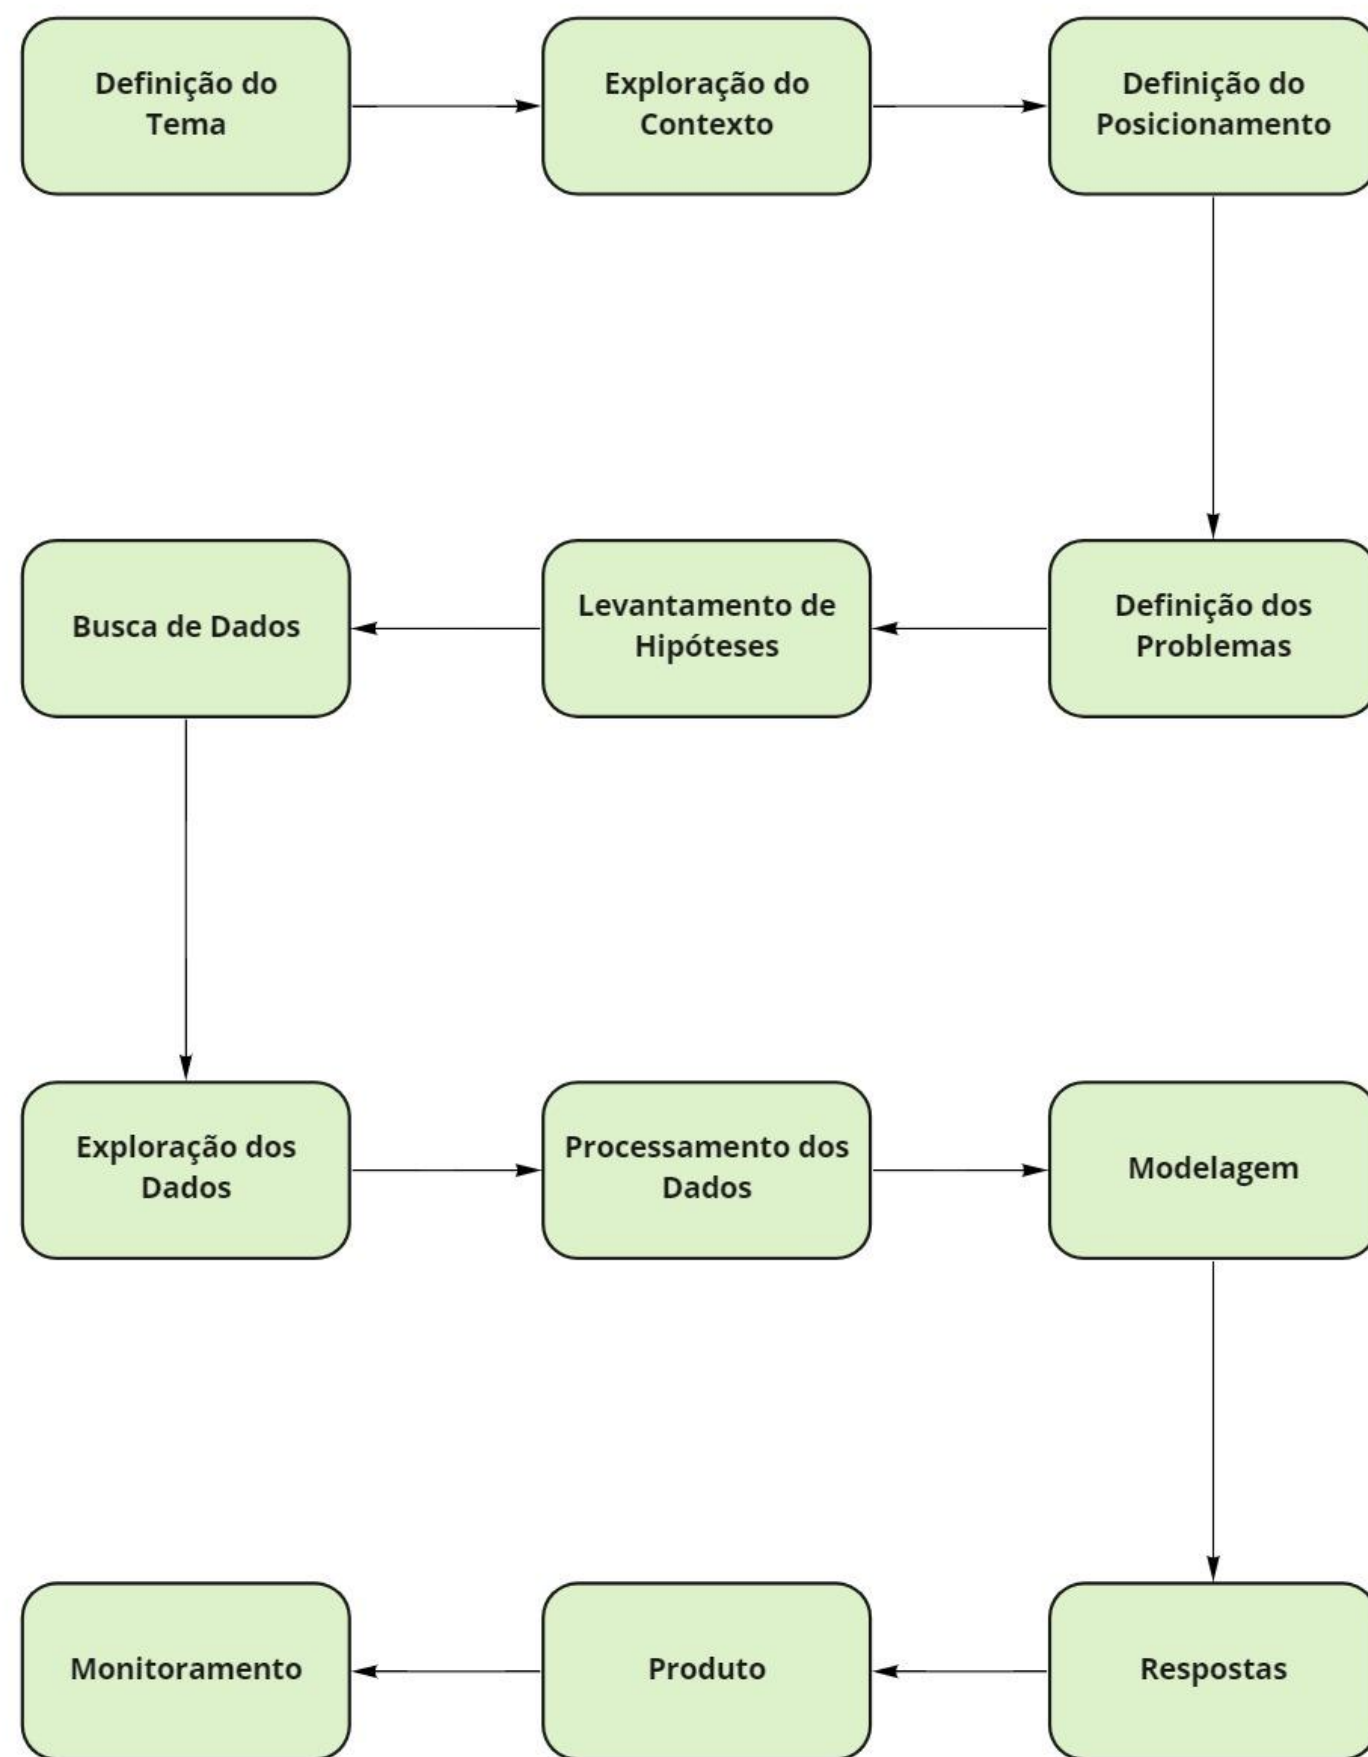 Definição do
Tema
Exploração do
Contexto
Definição do
Posicionamento
Definição dos
Problemas
Levantamento de
Hipóteses
Busca de Dados
Exploração dos
Dados
Processamento dos
Dados
Modelagem
Respostas
Produto
Monitoramento